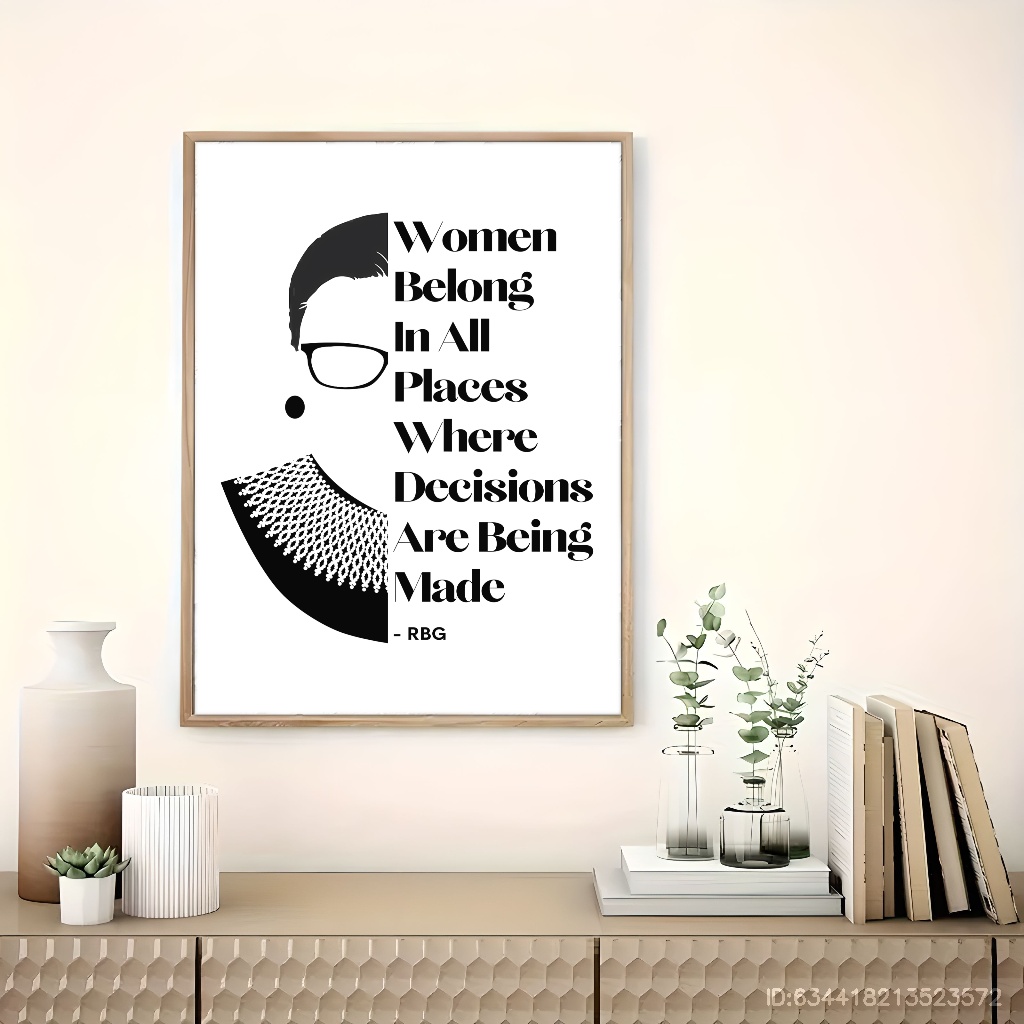 Women
Belong
In All
Places
Where
Decisions
Are Being
Made
- RBG
ID:634418213523572